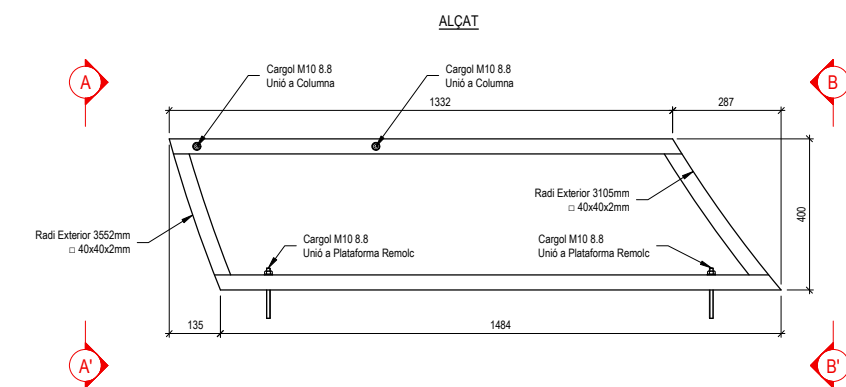 ALÇAT
A
B
Cargol M10 8.8
Unió a Columna
Cargol M10 8.8
Unió a Columna
1332
287
Radi Exterior 3105mm
□ 40x40x2mm
400
Radi Exterior 3552mm
□ 40x40x2mm
Cargol M10 8.8
Unió a Plataforma Remolc
Cargol M10 8.8
Unió a Plataforma Remolc
135
1484
A'
B'